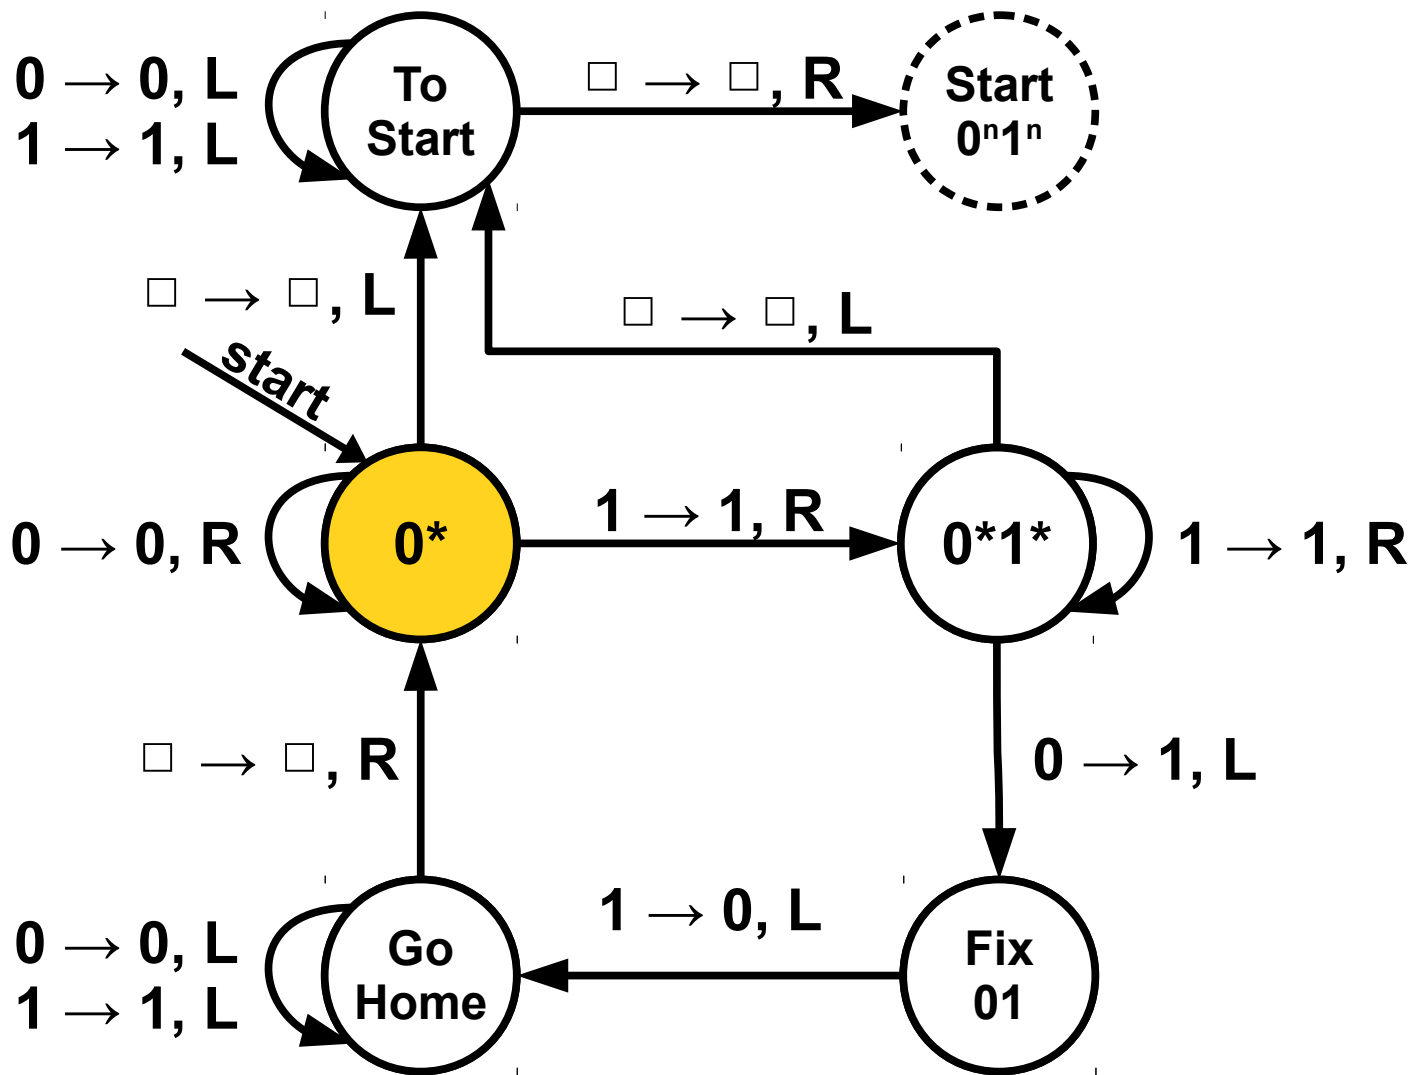 0 → 0, L
1 → 1, L
To
Start
□ → □, R
Start
0ⁿ1ⁿ
□ → □, L
□ → □, L
start
0 → 0, R
0*
1 → 1, R
0*1*
1 → 1, R
□ → □, R
0 → 1, L
0 → 0, L
1 → 1, L
Go
Home
1 → 0, L
Fix
01